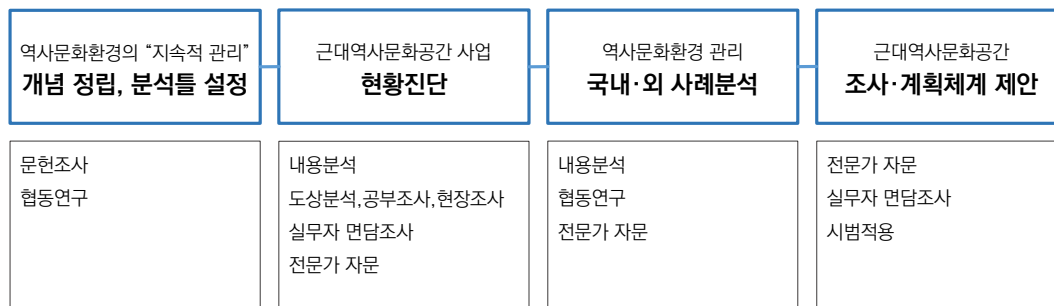 역사문화환경의 “지속적 관리”
개념 정립, 분석틀 설정
근대역사문화공간 사업
현황진단
역사문화환경 관리
국내·외 사례분석
근대역사문화공간
조사·계획체계 제안
문헌조사
협동연구
내용분석
도상분석,공부조사,현장조사
실무자 면담조사
전문가 자문
내용분석
협동연구
전문가 자문
전문가 자문
실무자 면담조사
시범적용